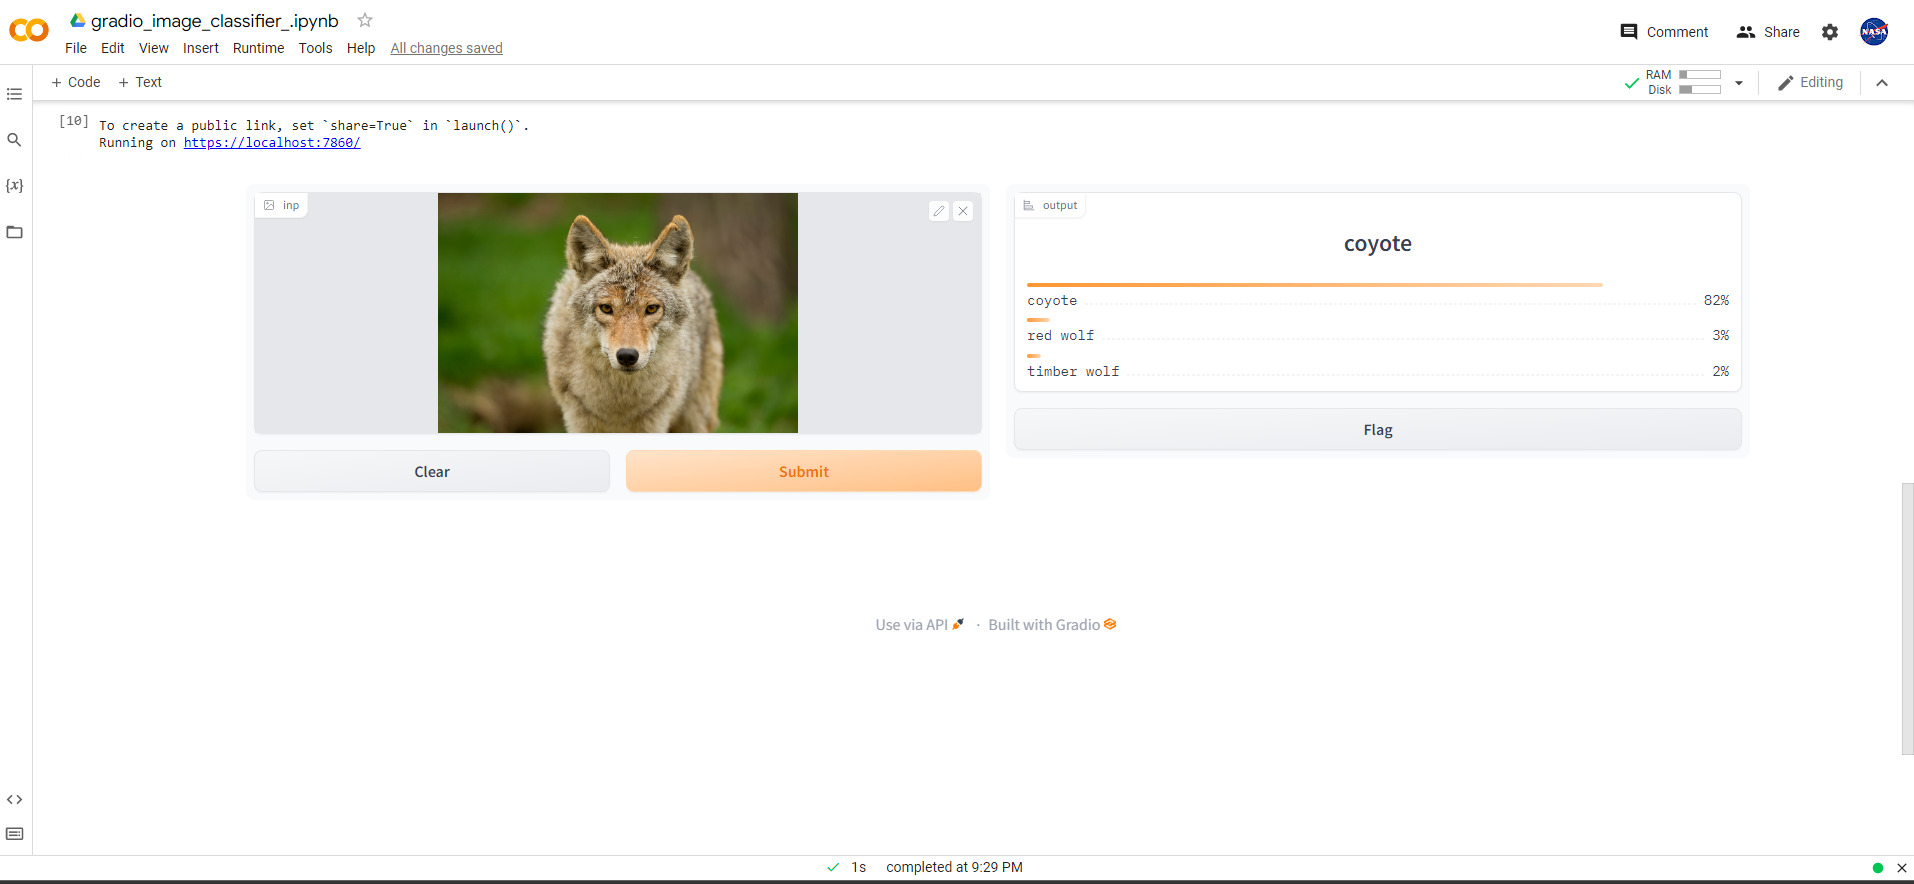 gradio_image_classifier_.ipynb
File Edit View Insert Runtime Tools Help All changes saved
Comment
Share
NASA
+ Code + Text
RAM
Disk
Editing
{x}
[10]
To create a public link, set `share=True` in `launch()`.
Running on https://localhost:7860/
inp
Clear
Submit
output
coyote
coyote 82%
red wolf 3%
timber wolf 2%
Flag
Use via API · Built with Gradio
1s completed at 9:29 PM